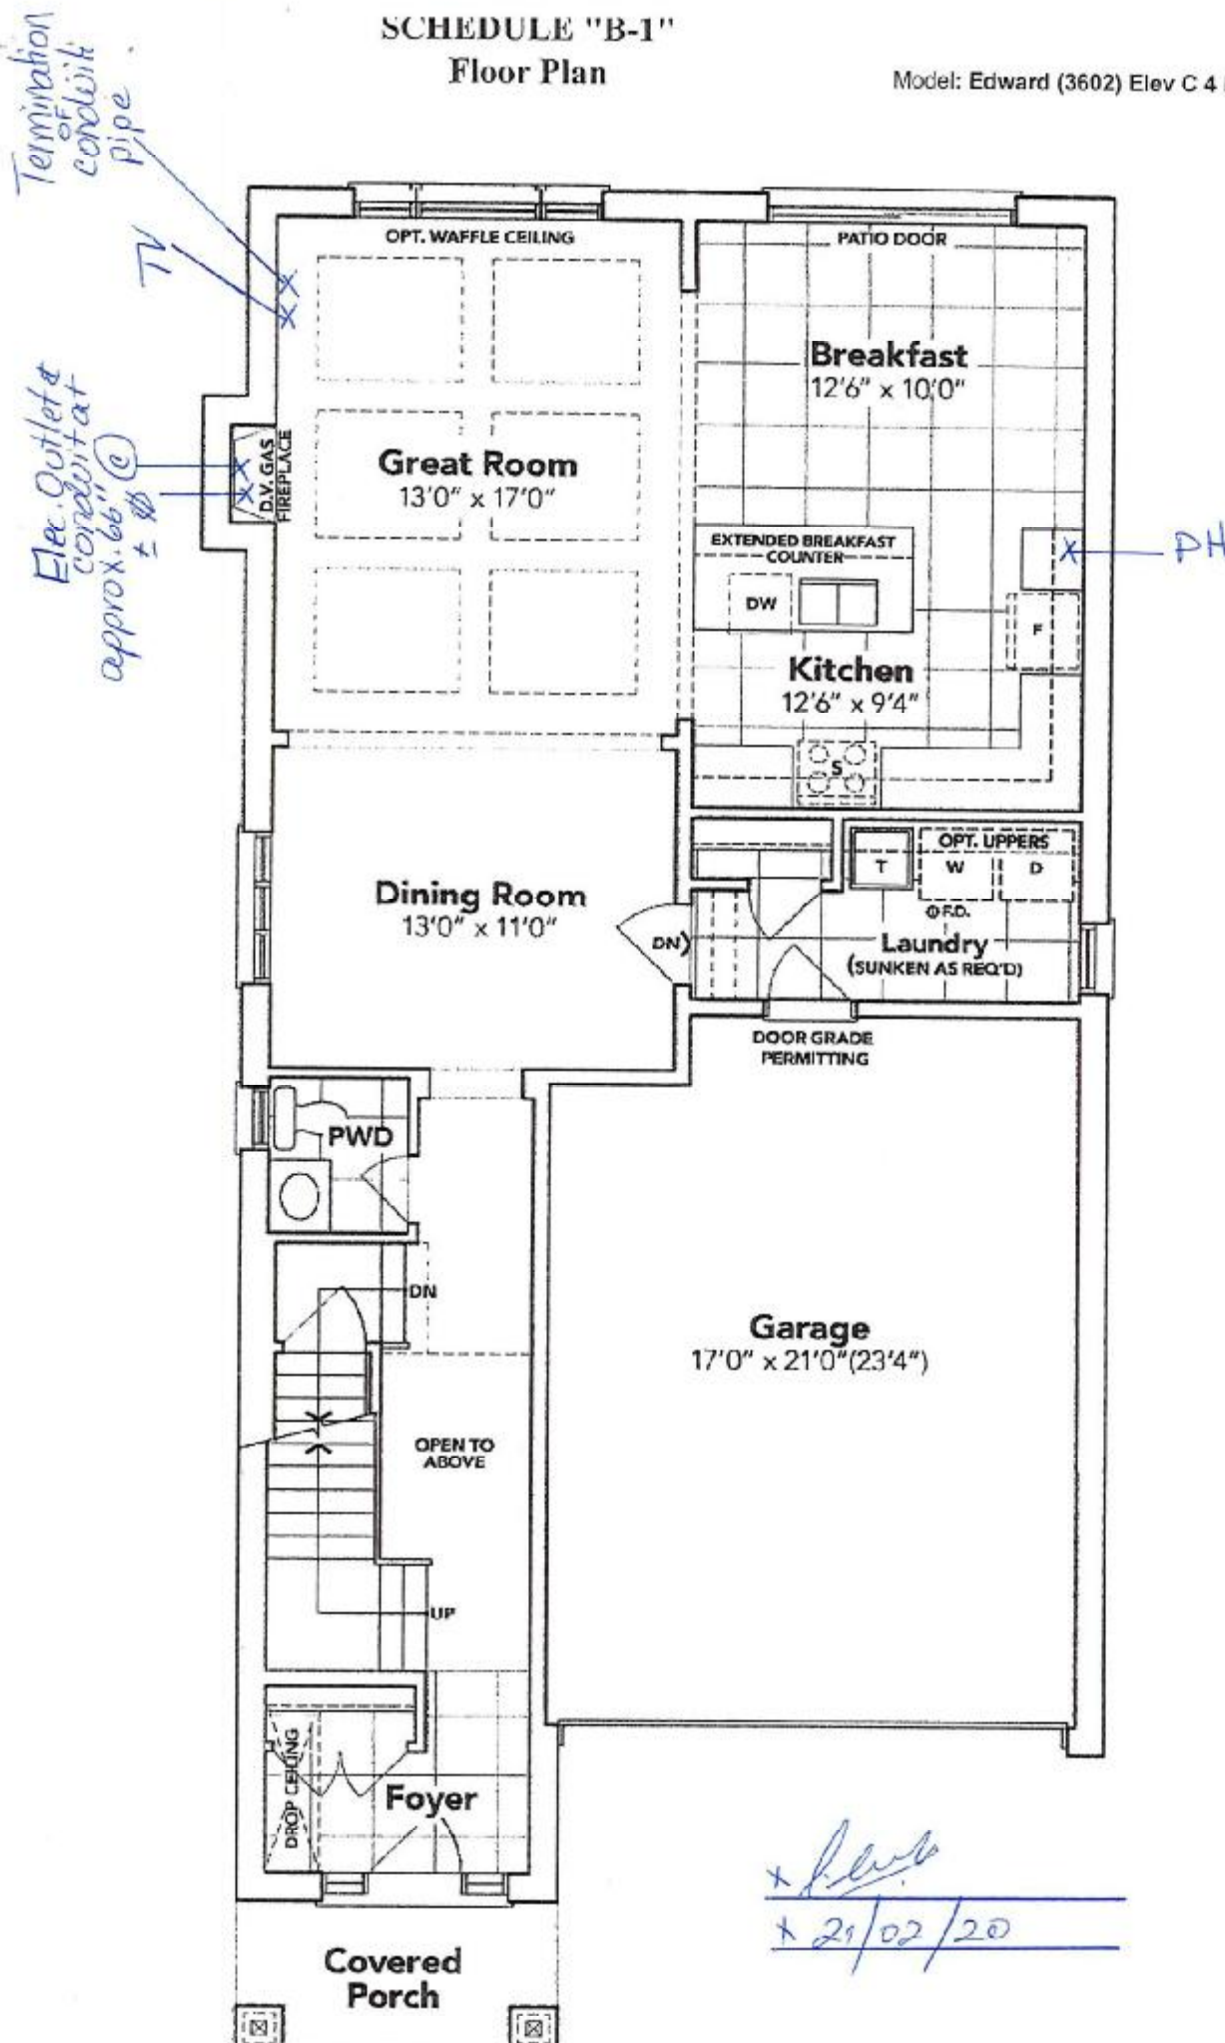 SCHEDULE "B-1"
Floor Plan
Model: Edward (3602) Elev C 4
Termination
OF
conduit
pipe
TV
Elec. Outlet &
conduit at
approx. 66"
±
OPT. WAFFLE CEILING
PATIO DOOR
Breakfast
12'6" x 10'0"
D.V. GAS
FIREPLACE
Great Room
13'0" x 17'0"
EXTENDED BREAKFAST
COUNTER
DW
F
Kitchen
12'6" x 9'4"
S
Dining Room
13'0" x 11'0"
OPT. UPPERS
T
W
D
F.D.
DN
Laundry
(SUNKEN AS REQ'D)
DOOR GRADE
PERMITTING
PWD
DN
Garage
17'0" x 21'0"(23'4")
OPEN TO
ABOVE
UP
DROP CEILING
Foyer
x
x 21/02/20
Covered
Porch